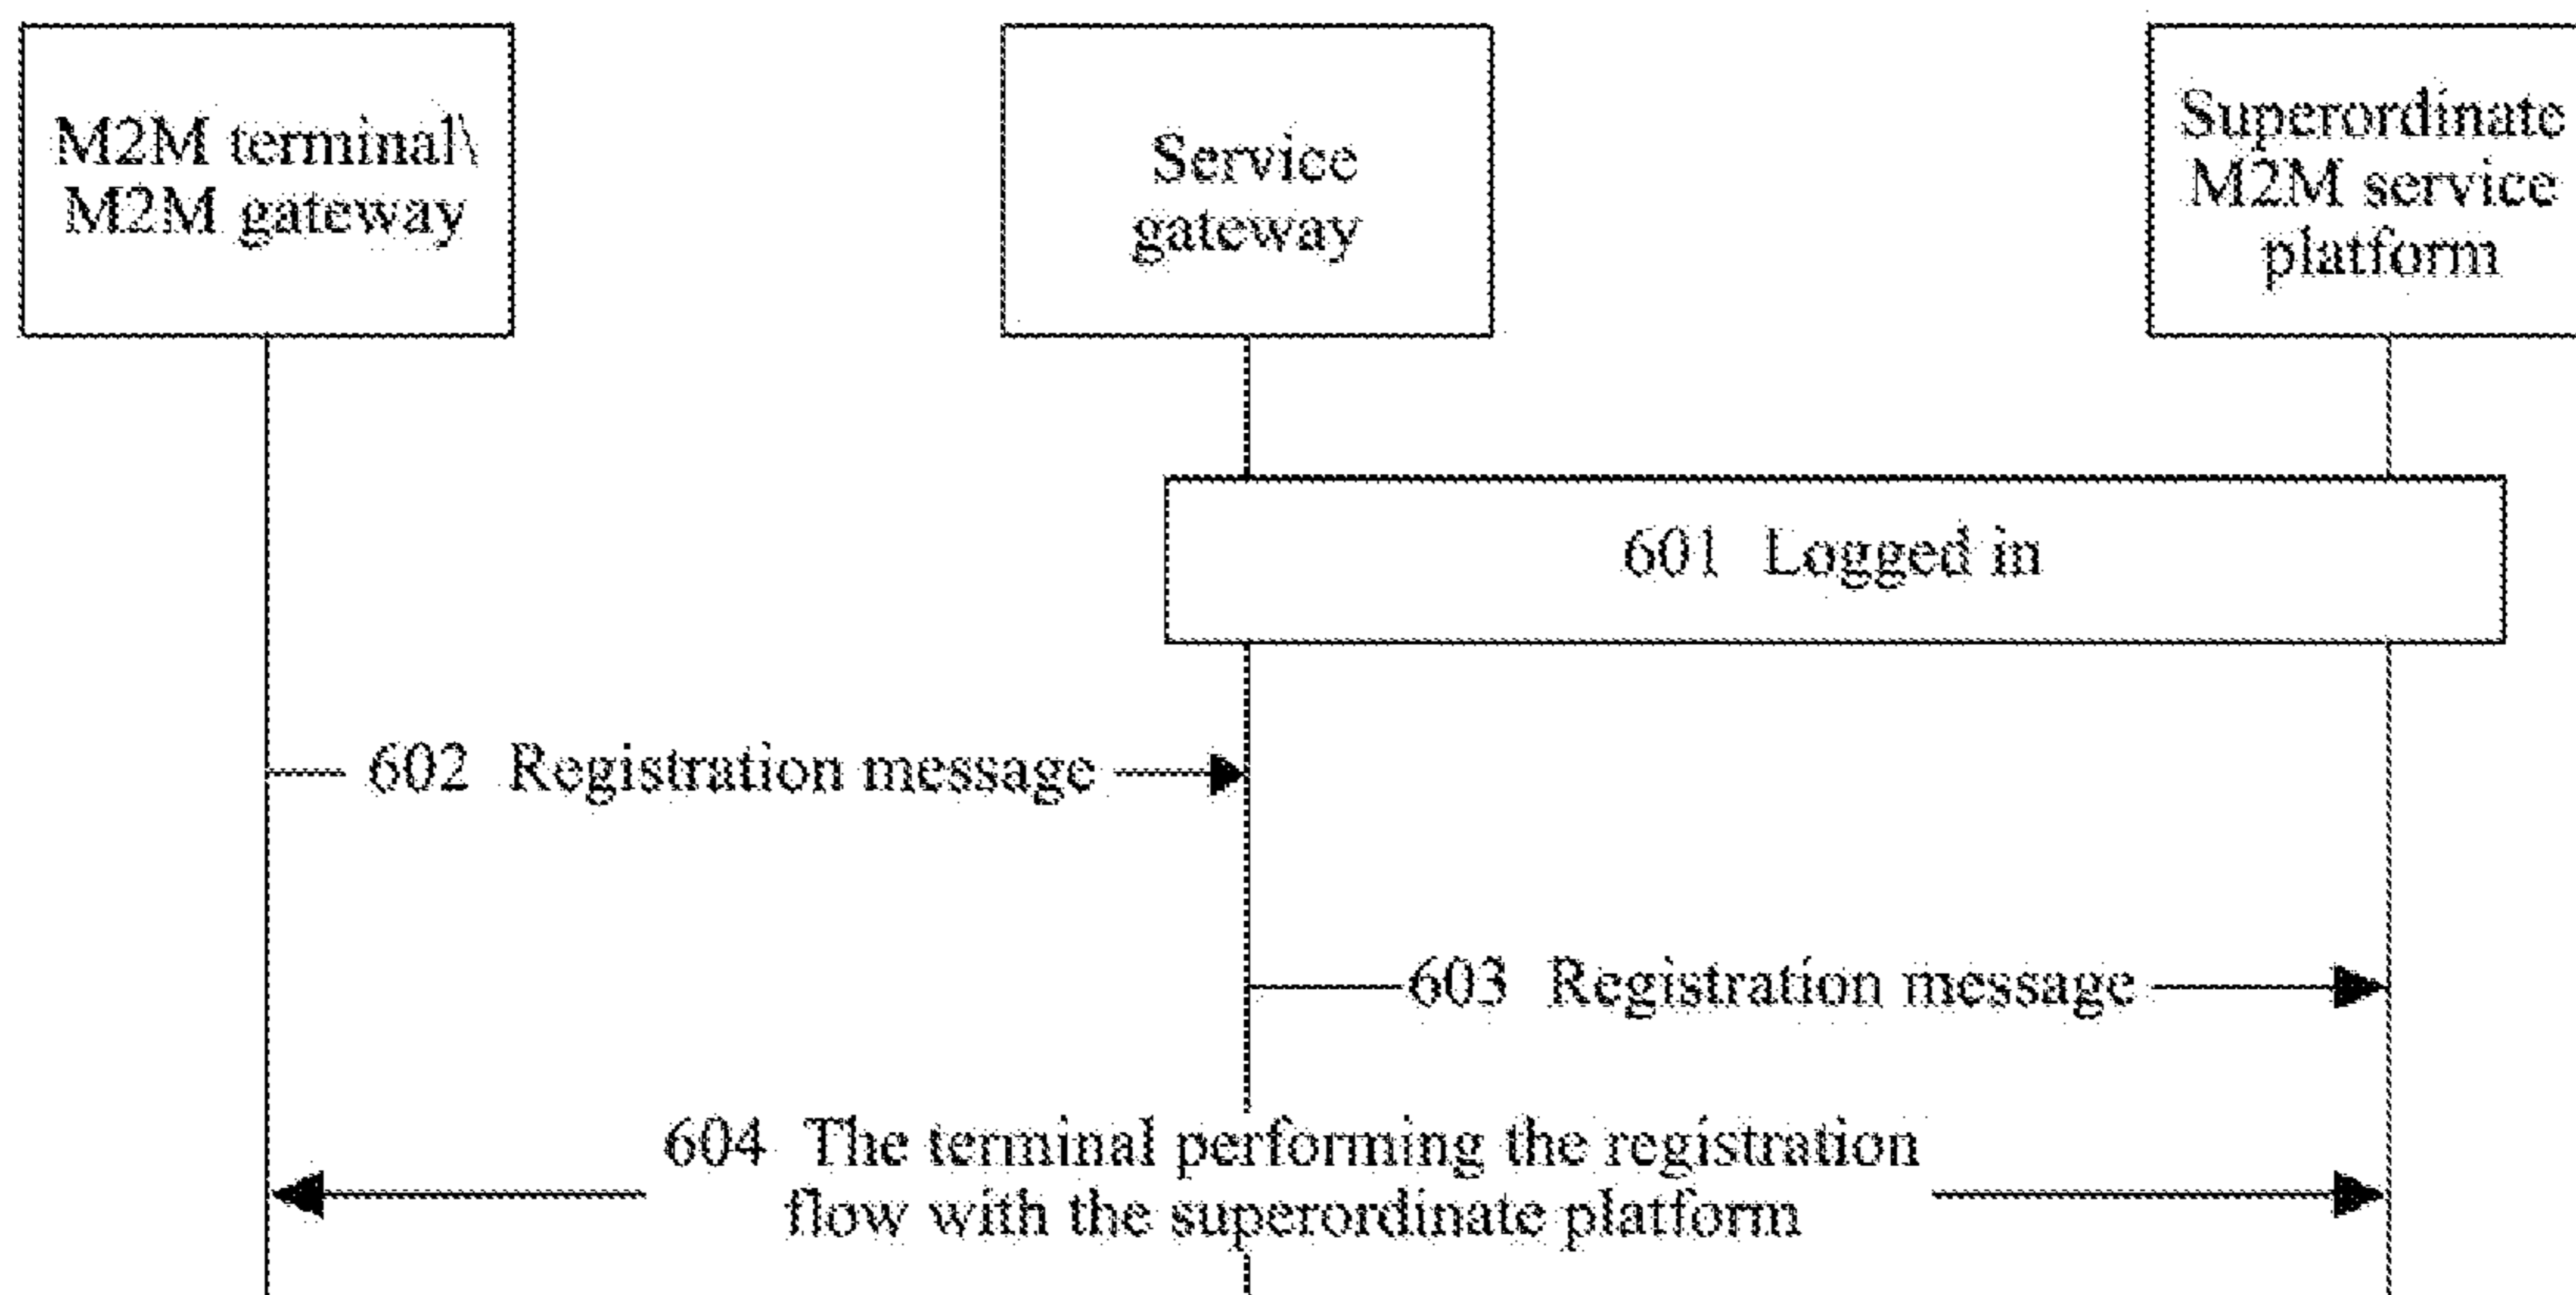 M2M terminal\
M2M gateway
Service
gateway
Superordinate
M2M service
platform
601 Logged in
602 Registration message
603 Registration message
604 The terminal performing the registration
flow with the superordinate platform